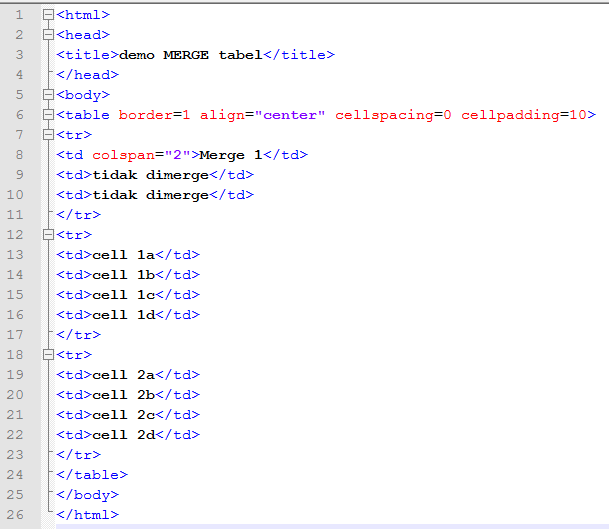 1 <html>
2 <head>
3 <title>demo MERGE tabel</title>
4 </head>
5 <body>
6 <table border=1 align="center" cellspacing=0 cellpadding=10>
7 <tr>
8 <td colspan="2">Merge 1</td>
9 <td>tidak dimerge</td>
10 <td>tidak dimerge</td>
11 </tr>
12 <tr>
13 <td>cell 1a</td>
14 <td>cell 1b</td>
15 <td>cell 1c</td>
16 <td>cell 1d</td>
17 </tr>
18 <tr>
19 <td>cell 2a</td>
20 <td>cell 2b</td>
21 <td>cell 2c</td>
22 <td>cell 2d</td>
23 </tr>
24 </table>
25 </body>
26 </html>